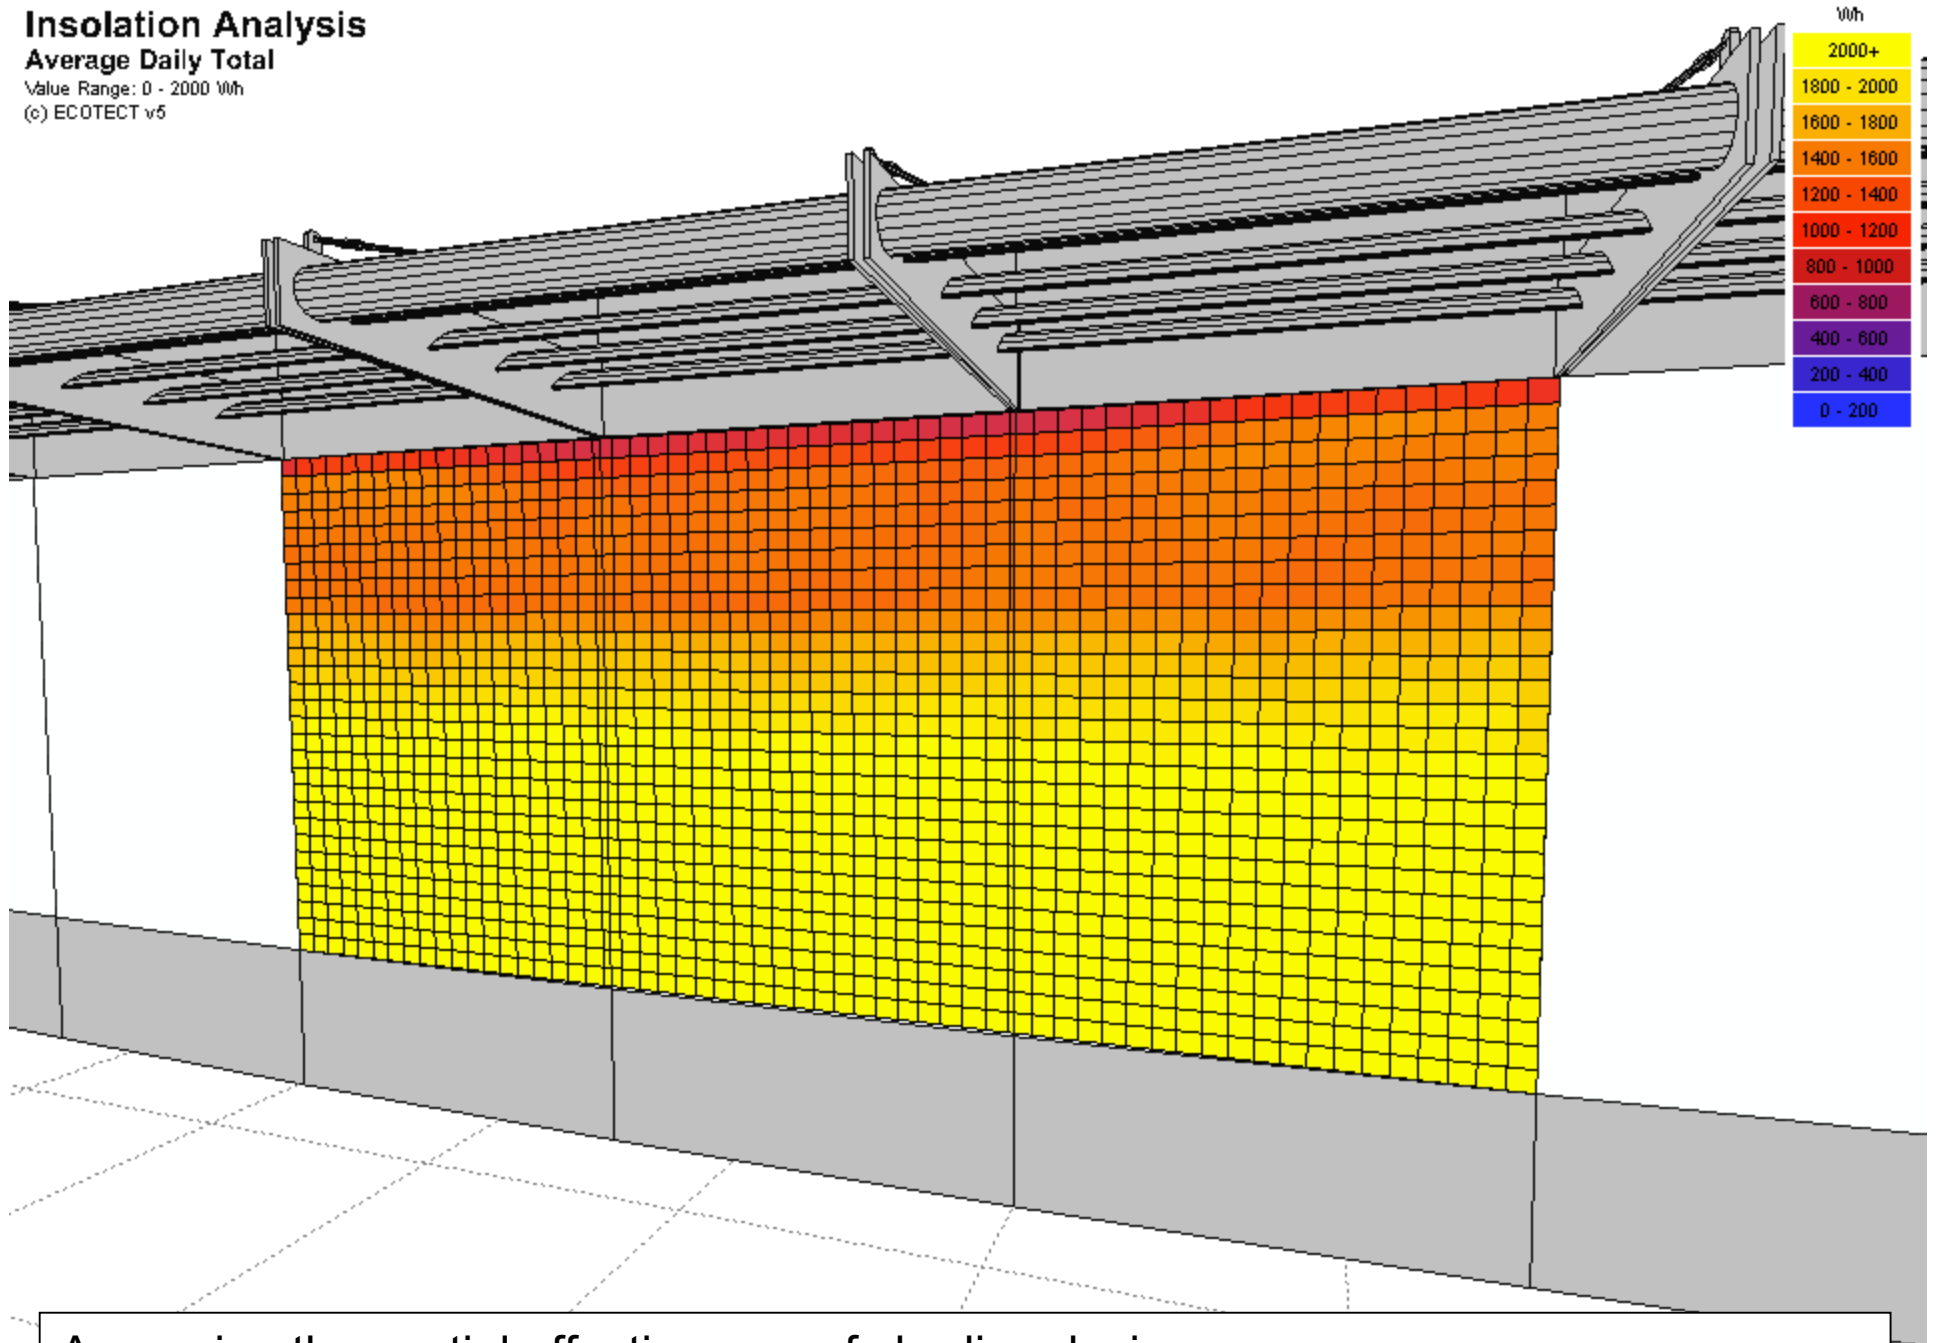 Insolation Analysis
Average Daily Total
Value Range: 0 - 2000 Wh
(c) ECOTECT v5
Wh
2000+
1800 - 2000
1600 - 1800
1400 - 1600
1200 - 1400
1000 - 1200
800 - 1000
600 - 800
400 - 600
200 - 400
0 - 200